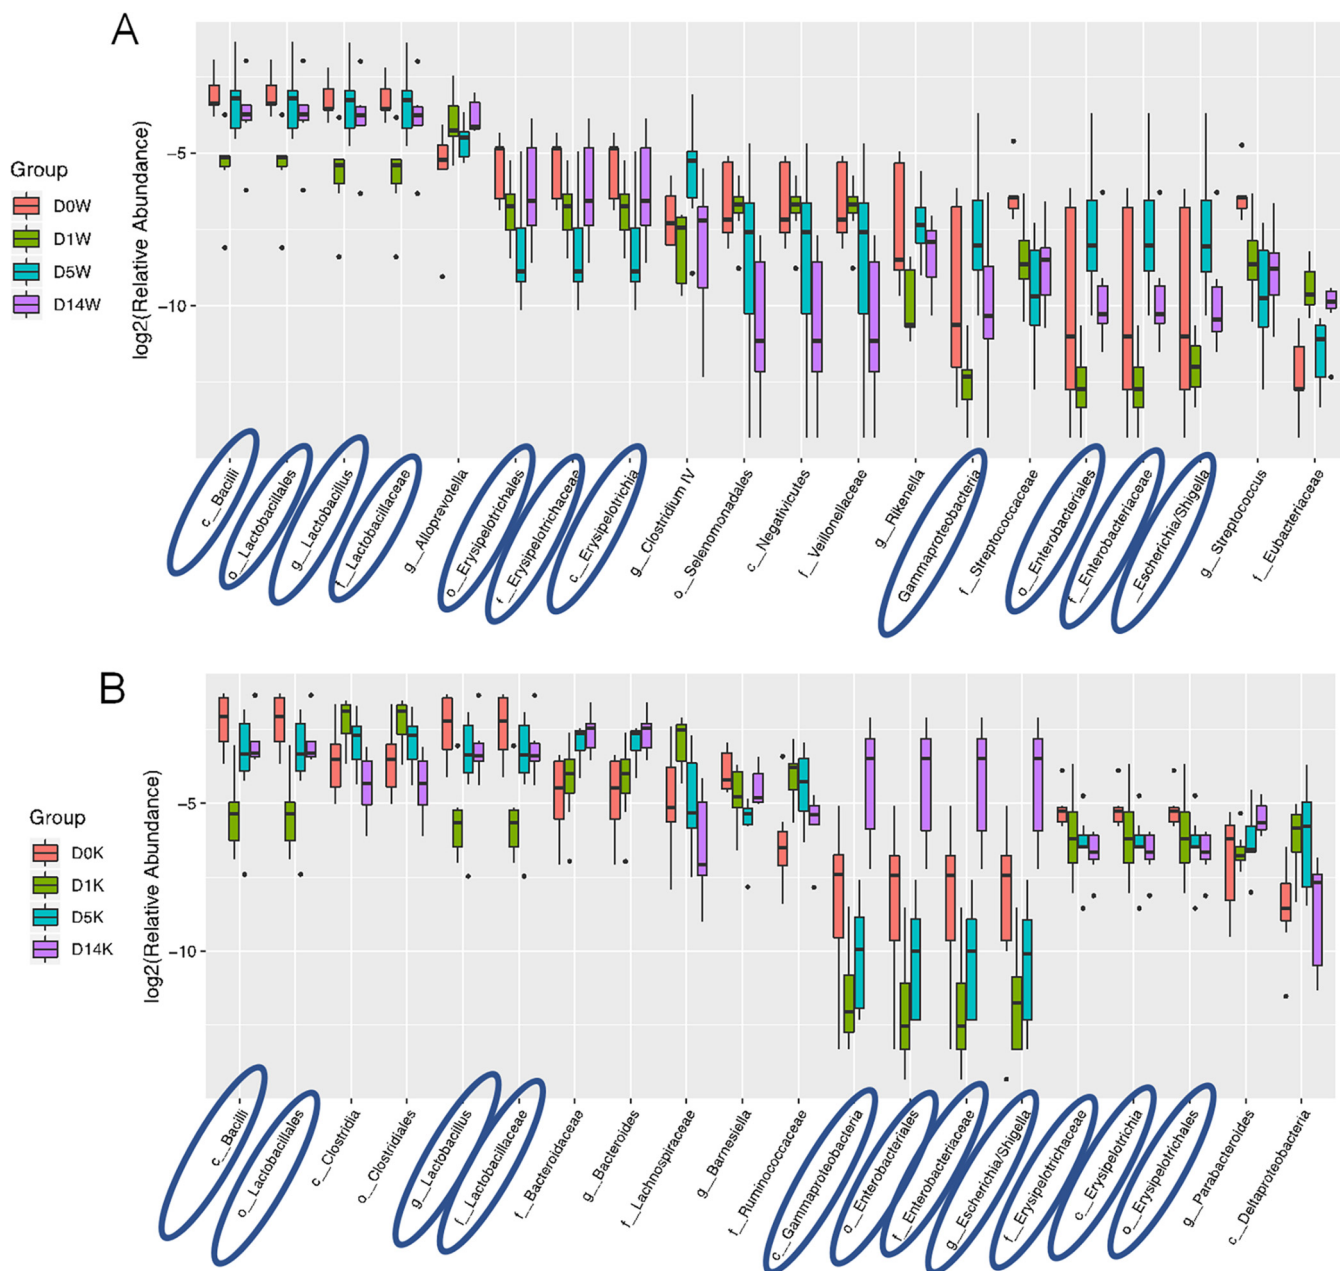 A
log2(Relative Abundance)
−5
−10
Group
D0W
D1W
D5W
D14W
c__Bacilli
o__Lactobacillales
g__Lactobacillus
f__Lactobacillaceae
g__Alloprevotella
o__Erysipelotrichales
f__Erysipelotrichaceae
c__Erysipelotrichia
g__Clostridium IV
o__Selenomonadales
c__Negativicutes
f__Veillonellaceae
g__Rikenella
Gammaproteobacteria
f__Streptococcaceae
o__Enterobacteriales
f__Enterobacteriaceae
_Escherichia/Shigella
g__Streptococcus
f__Eubacteriaceae
B
log2(Relative Abundance)
−5
−10
Group
D0K
D1K
D5K
D14K
c__Bacilli
o__Lactobacillales
c__Clostridia
o__Clostridiales
g__Lactobacillus
f__Lactobacillaceae
f__Bacteroidaceae
g__Bacteroides
f__Lachnospiraceae
g__Barnesiella
f__Ruminococcaceae
c__Gammaproteobacteria
o__Enterobacteriales
f__Enterobacteriaceae
g__Escherichia/Shigella
f__Erysipelotrichaceae
c__Erysipelotrichia
o__Erysipelotrichales
g__Parabacteroides
c__Deltaproteobacteria